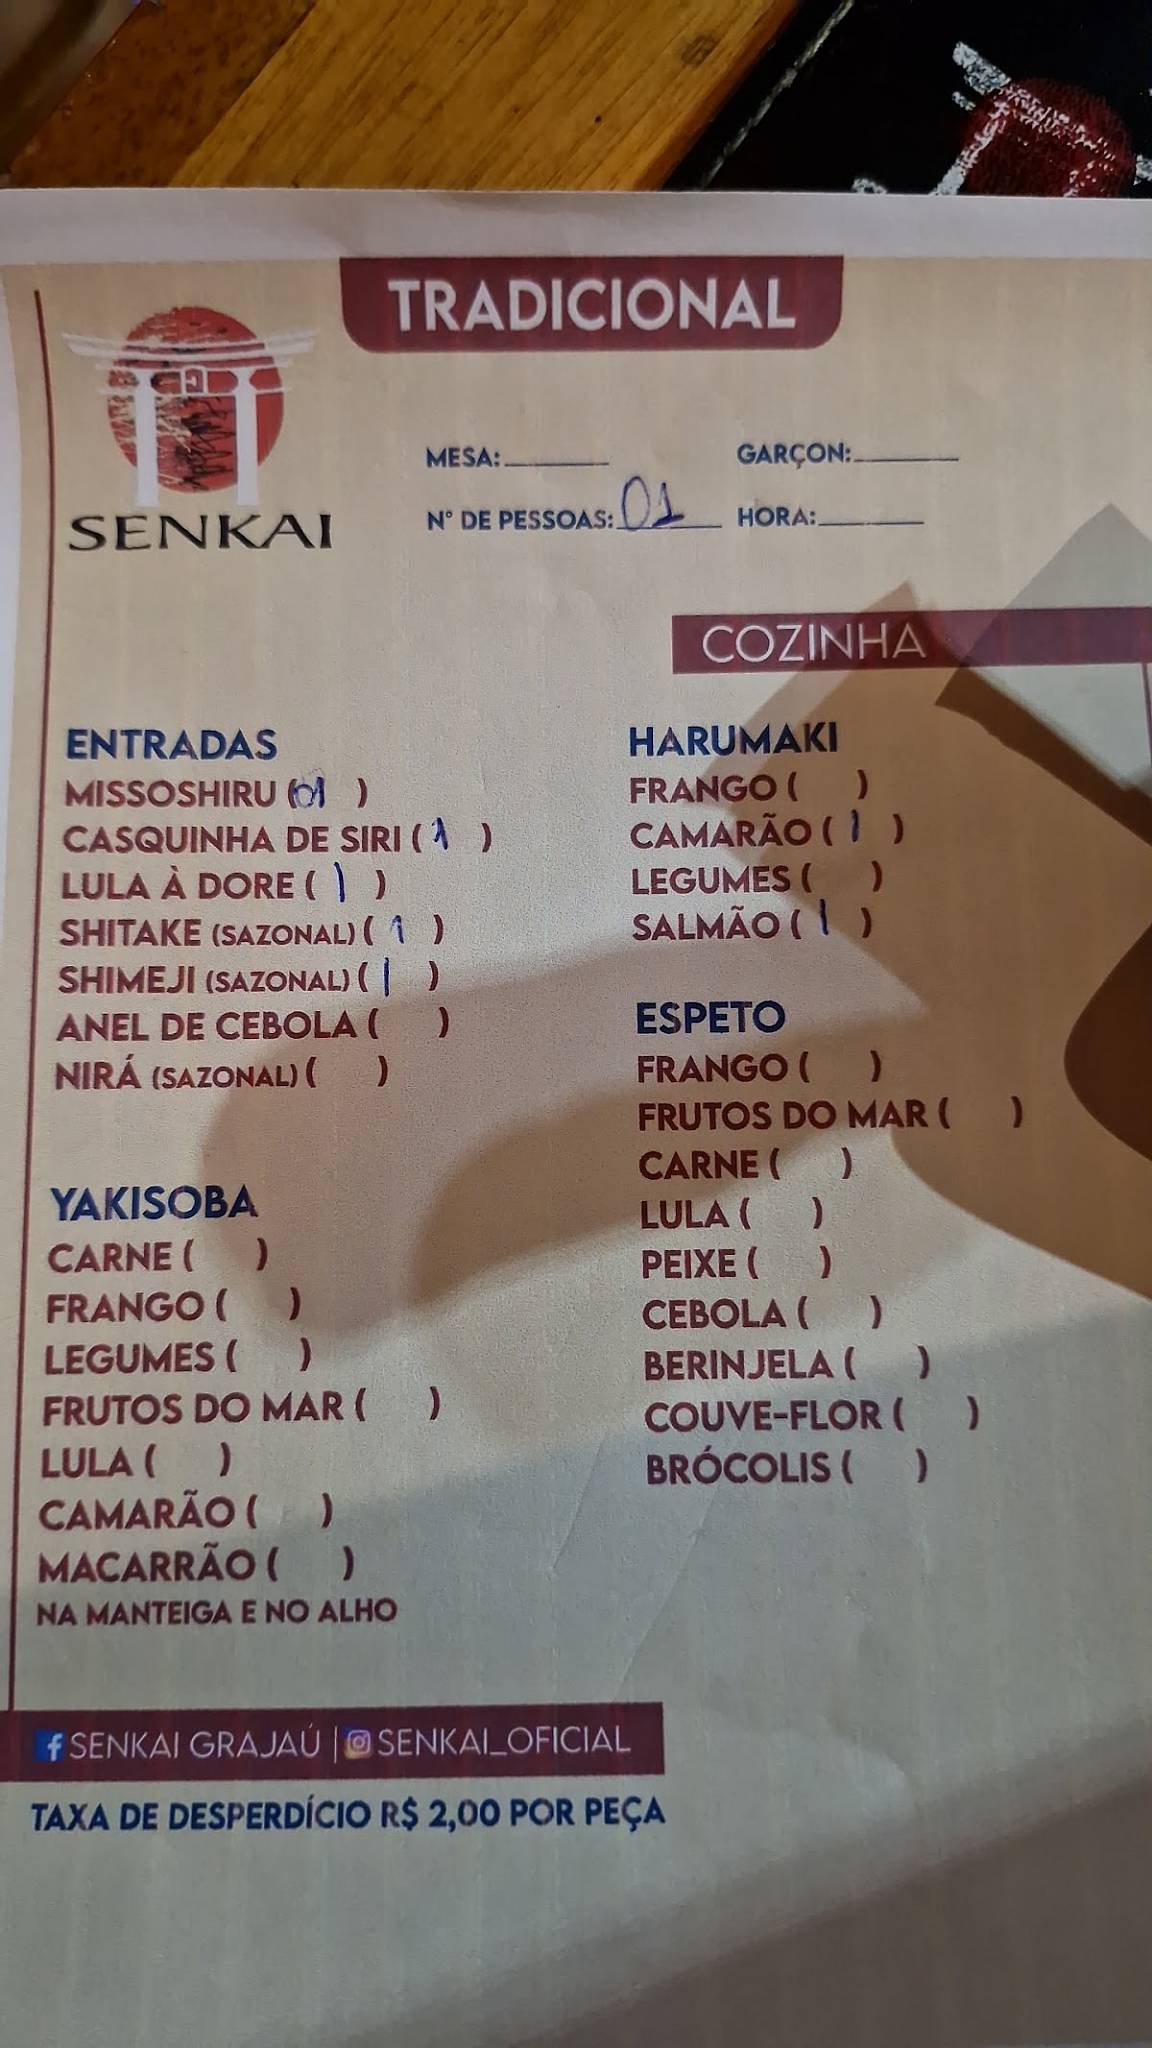 TRADICIONAL
SENKAI
MESA:______ GARÇON:______
Nº DE PESSOAS: 01 HORA:______
COZINHA
ENTRADAS
MISSOSHIRU (01)
CASQUINHA DE SIRI (1)
LULA À DORE (1)
SHITAKE (SAZONAL) (1)
SHIMEJI (SAZONAL) (1)
ANEL DE CEBOLA ( )
NIRÁ (SAZONAL) ( )
YAKISOBA
CARNE ( )
FRANGO ( )
LEGUMES ( )
FRUTOS DO MAR ( )
LULA ( )
CAMARÃO ( )
MACARRÃO ( )
NA MANTEIGA E NO ALHO
HARUMAKI
FRANGO ( )
CAMARÃO (1)
LEGUMES ( )
SALMÃO (1)
ESPETO
FRANGO ( )
FRUTOS DO MAR ( )
CARNE ( )
LULA ( )
PEIXE ( )
CEBOLA ( )
BERINJELA ( )
COUVE-FLOR ( )
BRÓCOLIS ( )
SENKAI GRAJAÚ | SENKAI_OFICIAL
TAXA DE DESPERDÍCIO R$ 2,00 POR PEÇA